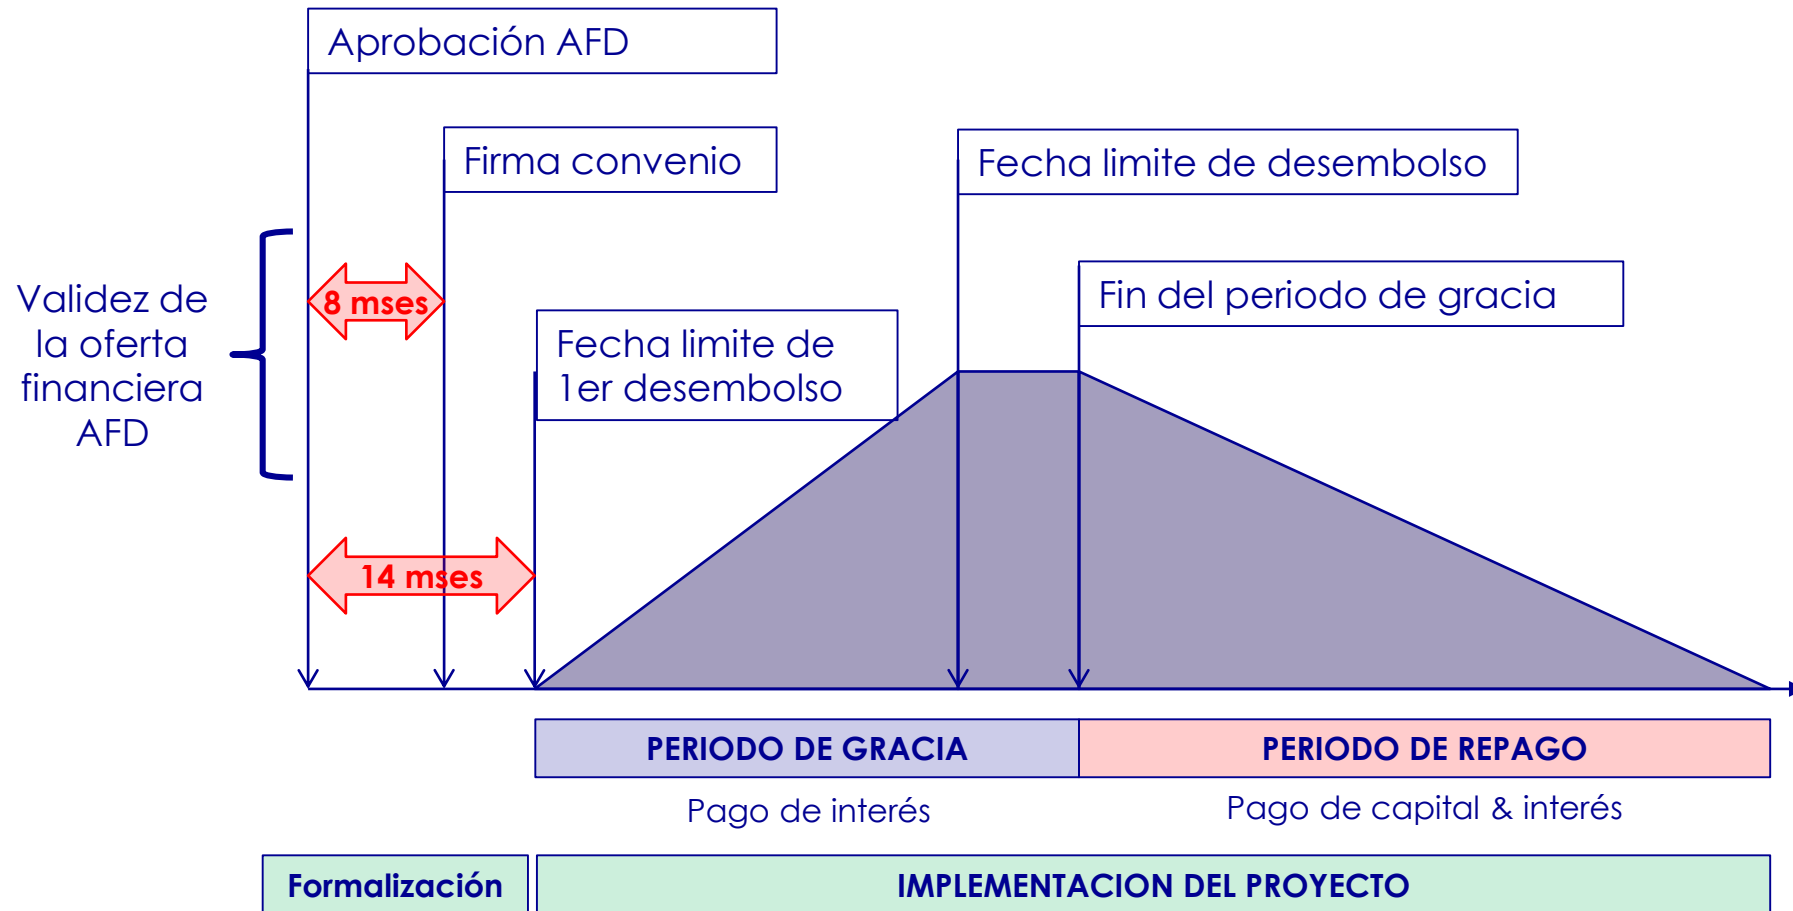 Aprobación AFD
Firma convenio
Fecha limite de desembolso
Validez de
la oferta
financiera
AFD
8 mses
Fin del periodo de gracia
Fecha limite de
1er desembolso
14 mses
PERIODO DE GRACIA
PERIODO DE REPAGO
Pago de interés
Pago de capital & interés
Formalización
IMPLEMENTACION DEL PROYECTO